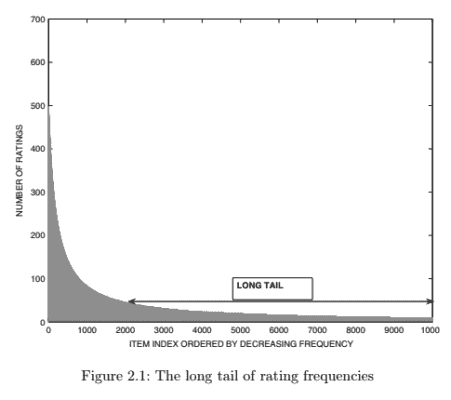 700
600
500
400
300
200
100
0
NUMBER OF RATINGS
LONG TAIL
0 1000 2000 3000 4000 5000 6000 7000 8000 9000 1000
ITEM INDEX ORDERED BY DECREASING FREQUENCY
Figure 2.1: The long tail of rating frequencies